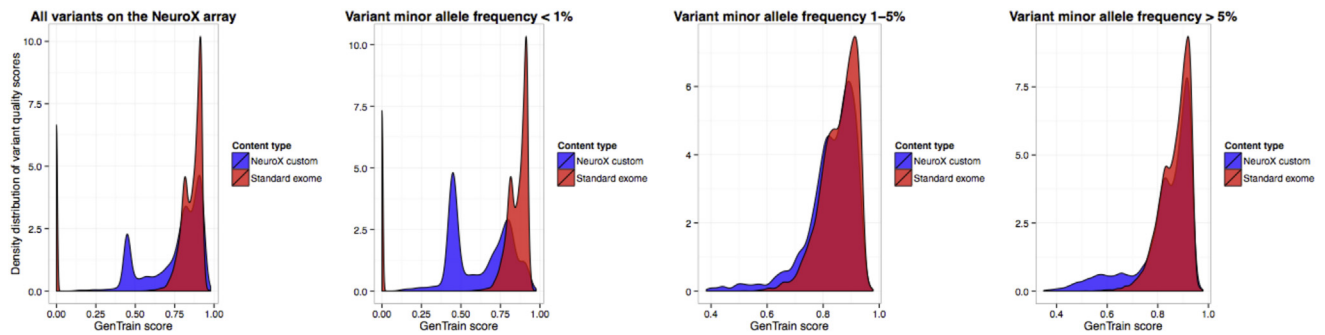 All variants on the NeuroX array
Density distribution of variant quality scores
10.0
7.5
5.0
2.5
0.0
0.00 0.25 0.50 0.75 1.00
GenTrain score
Content type
NeuroX custom
Standard exome
Variant minor allele frequency < 1%
10.0
7.5
5.0
2.5
0.0
0.00 0.25 0.50 0.75 1.00
GenTrain score
Content type
NeuroX custom
Standard exome
Variant minor allele frequency 1–5%
6
4
2
0
0.4 0.6 0.8 1.0
GenTrain score
Content type
NeuroX custom
Standard exome
Variant minor allele frequency > 5%
7.5
5.0
2.5
0.0
0.4 0.6 0.8 1.0
GenTrain score
Content type
NeuroX custom
Standard exome